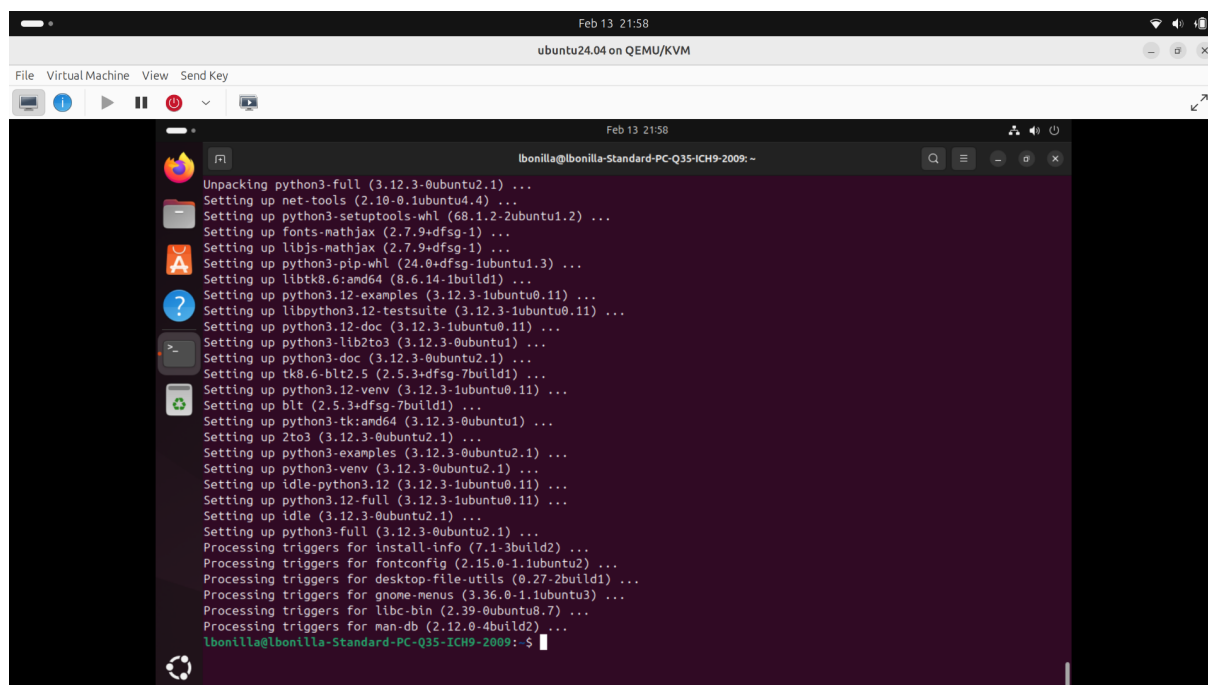 Feb 13 21:58
ubuntu24.04 on QEMU/KVM
File Virtual Machine View Send Key
Feb 13 21:58
lbonilla@lbonilla-Standard-PC-Q35-ICH9-2009: ~
Unpacking python3-full (3.12.3-0ubuntu2.1) ...
Setting up net-tools (2.10-0.1ubuntu4.4) ...
Setting up python3-setuptools-whl (68.1.2-2ubuntu1.2) ...
Setting up fonts-mathjax (2.7.9+dfsg-1) ...
Setting up libjs-mathjax (2.7.9+dfsg-1) ...
Setting up python3-pip-whl (24.0+dfsg-1ubuntu1.3) ...
Setting up libtk8.6:amd64 (8.6.14-1build1) ...
Setting up python3.12-examples (3.12.3-1ubuntu0.11) ...
Setting up libpython3.12-testsuite (3.12.3-1ubuntu0.11) ...
Setting up python3.12-doc (3.12.3-1ubuntu0.11) ...
Setting up python3-lib2to3 (3.12.3-0ubuntu1) ...
Setting up python3-doc (3.12.3-0ubuntu2.1) ...
Setting up tk8.6-blt2.5 (2.5.3+dfsg-7build1) ...
Setting up python3.12-venv (3.12.3-1ubuntu0.11) ...
Setting up blt (2.5.3+dfsg-7build1) ...
Setting up python3-tk:amd64 (3.12.3-0ubuntu1) ...
Setting up 2to3 (3.12.3-0ubuntu2.1) ...
Setting up python3-examples (3.12.3-0ubuntu2.1) ...
Setting up python3-venv (3.12.3-0ubuntu2.1) ...
Setting up idle-python3.12 (3.12.3-1ubuntu0.11) ...
Setting up python3.12-full (3.12.3-1ubuntu0.11) ...
Setting up idle (3.12.3-0ubuntu2.1) ...
Setting up python3-full (3.12.3-0ubuntu2.1) ...
Processing triggers for install-info (7.1-3build2) ...
Processing triggers for fontconfig (2.15.0-1.1ubuntu2) ...
Processing triggers for desktop-file-utils (0.27-2build1) ...
Processing triggers for gnome-menus (3.36.0-1.1ubuntu3) ...
Processing triggers for libc-bin (2.39-0ubuntu8.7) ...
Processing triggers for man-db (2.12.0-4build2) ...
lbonilla@lbonilla-Standard-PC-Q35-ICH9-2009:~$